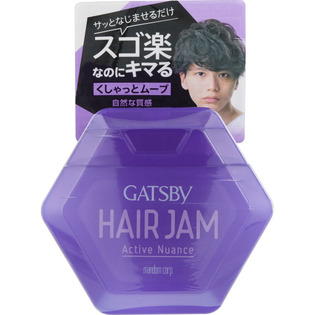 サッとなじませるだけ
スゴ楽
なのにキマる
くしゃっとムーブ
自然な質感
GATSBY
HAIR JAM
Active Nuance
mandom corp.